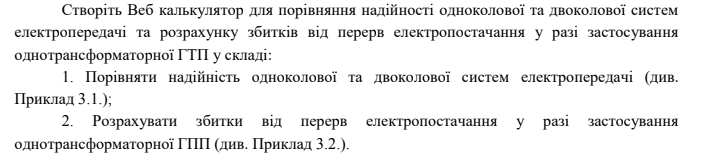 Створіть Веб калькулятор для порівняння надійності одноколової та двоколової систем
електропередачі та розрахунку збитків від перерв електропостачання у разі застосування
однотрансформаторної ГТП у складі:
1. Порівняти надійність одноколової та двоколової систем електропередачі (див.
Приклад 3.1.);
2. Розрахувати збитки від перерв електропостачання у разі застосування
однотрансформаторної ГПП (див. Приклад 3.2.).